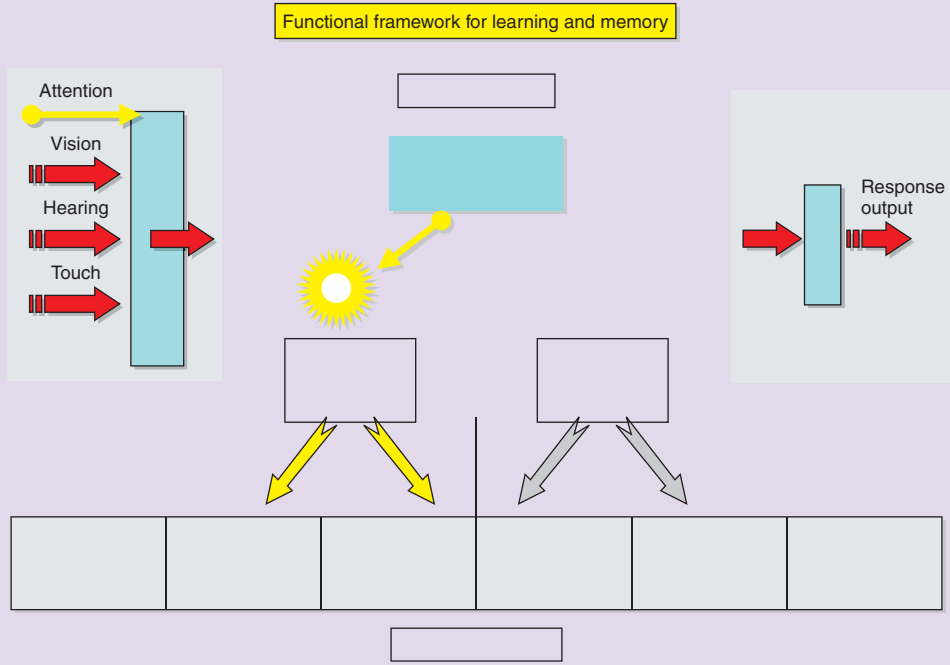 Functional framework for learning and memory
Attention
Vision
Hearing
Touch
Response
output